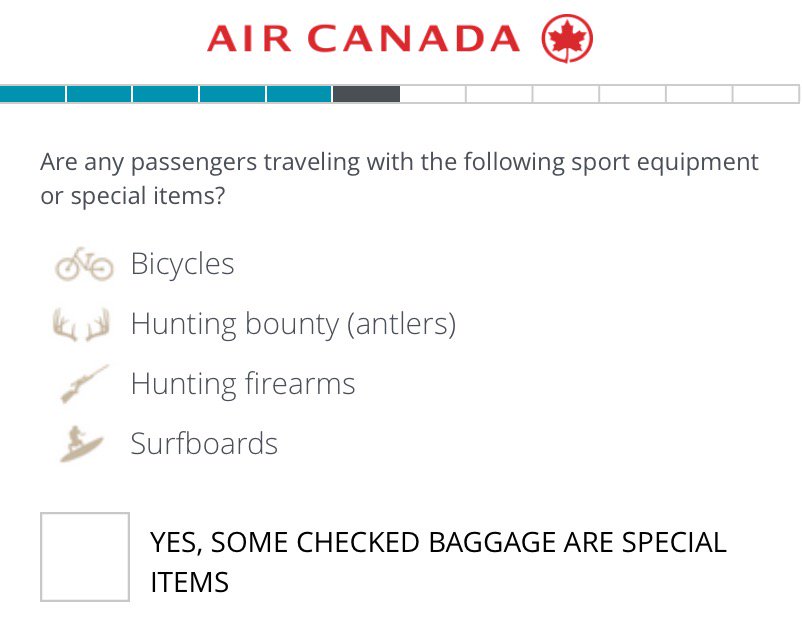 AIR CANADA
Are any passengers traveling with the following sport equipment
or special items?
Bicycles
Hunting bounty (antlers)
Hunting firearms
Surfboards
YES, SOME CHECKED BAGGAGE ARE SPECIAL
ITEMS